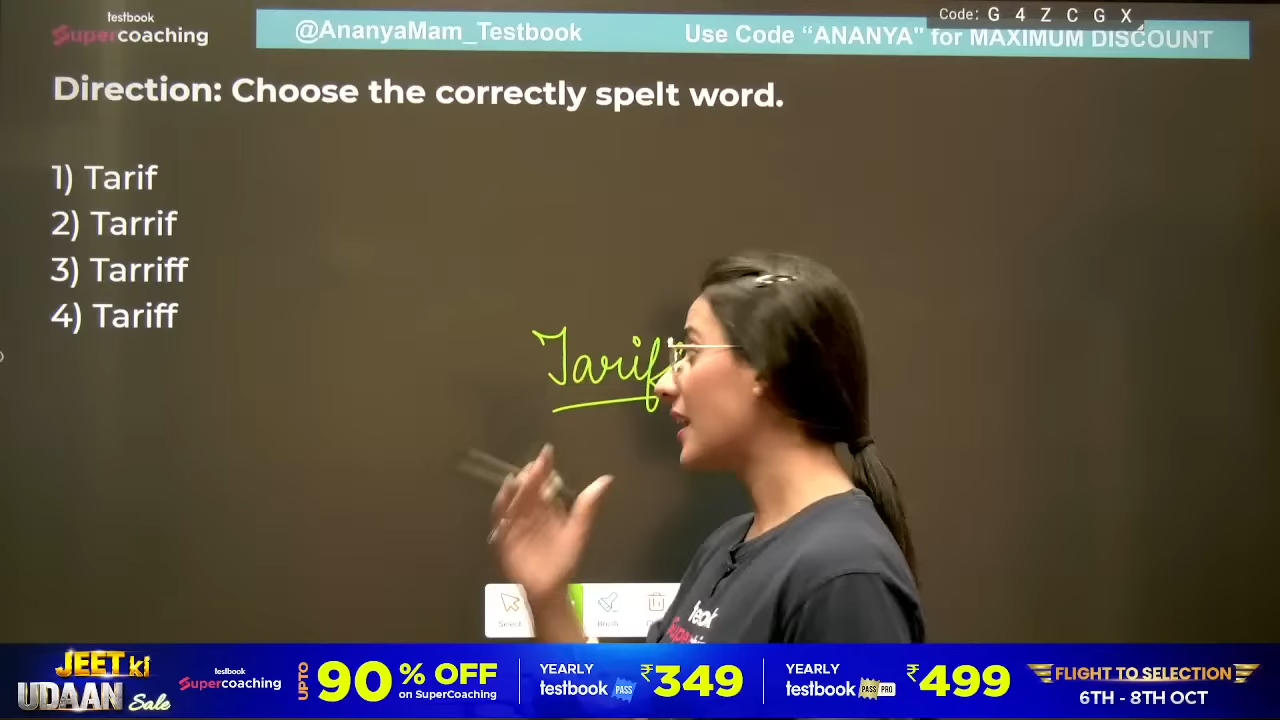 testbook
Supercoaching
@AnanyaMam_Testbook
Use Code “ANANYA" for MAXIMUM DISCOUNT
Code: G 4 Z C G X
Direction: Choose the correctly spelt word.
1) Tarif
2) Tarrif
3) Tarriff
4) Tariff
Tarif
Select
Brush
JEET ki
UDAAN Sale
testbook
Supercoaching
UPTO 90% OFF
on SuperCoaching
YEARLY
testbook PASS ₹349
YEARLY
testbook PASS PRO ₹499
FLIGHT TO SELECTION
6TH - 8TH OCT